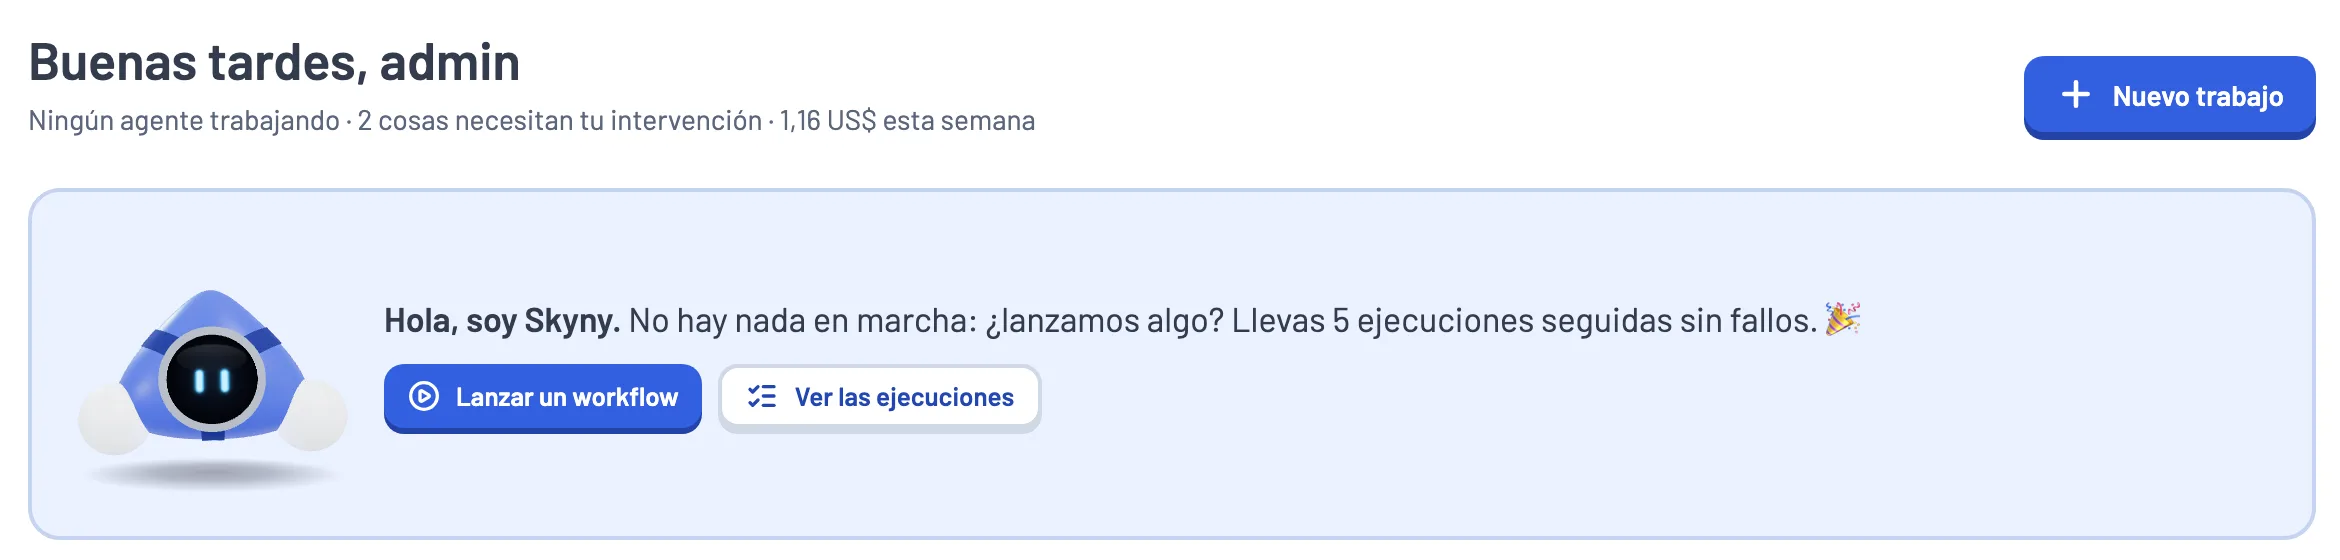 Buenas tardes, admin
Ningún agente trabajando · 2 cosas necesitan tu intervención · 1,16 US$ esta semana
Nuevo trabajo
Hola, soy Skyny. No hay nada en marcha: ¿lanzamos algo? Llevas 5 ejecuciones seguidas sin fallos. 🎉
Lanzar un workflow
Ver las ejecuciones